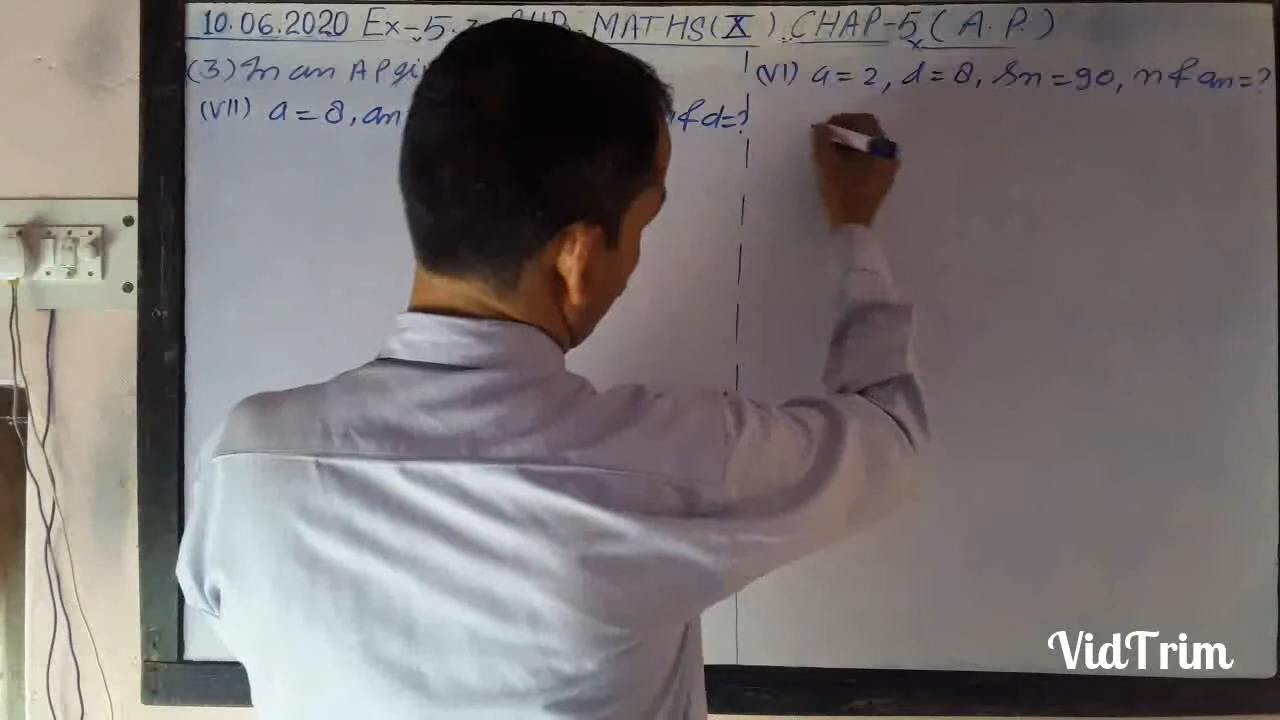 10.06.2020 Ex-5.3 MATHS(X) CHAP-5 (A.P.)
(3) In an AP
(VII) a = 8, an & d=?
(VI) a = 2, d = 8, Sn = 90, n & an = ?
VidTrim